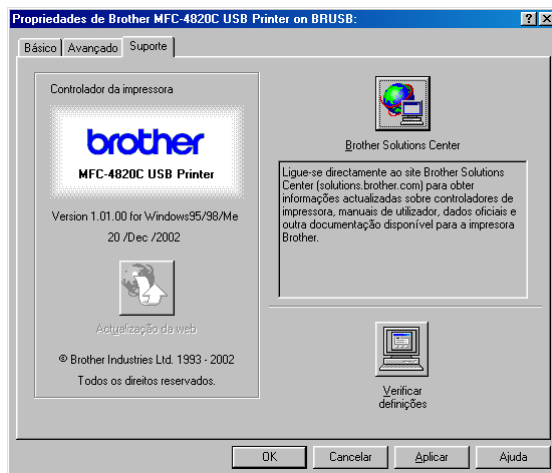 Propriedades de Brother MFC-4820C USB Printer on BRUSB:
Básico
Avançado
Suporte
Controlador da impressora
brother
MFC-4820C USB Printer
Version 1.01.00 for Windows95/98/Me
20 /Dec /2002
Actualização da web
© Brother Industries Ltd. 1993 - 2002
Todos os direitos reservados.
Brother Solutions Center
Ligue-se directamente ao site Brother Solutions
Center (solutions.brother.com) para obter
informações actualizadas sobre controladores de
impressora, manuais de utilizador, dados oficiais e
outra documentação disponível para a impresora
Brother.
Verificar
definições
OK
Cancelar
Aplicar
Ajuda